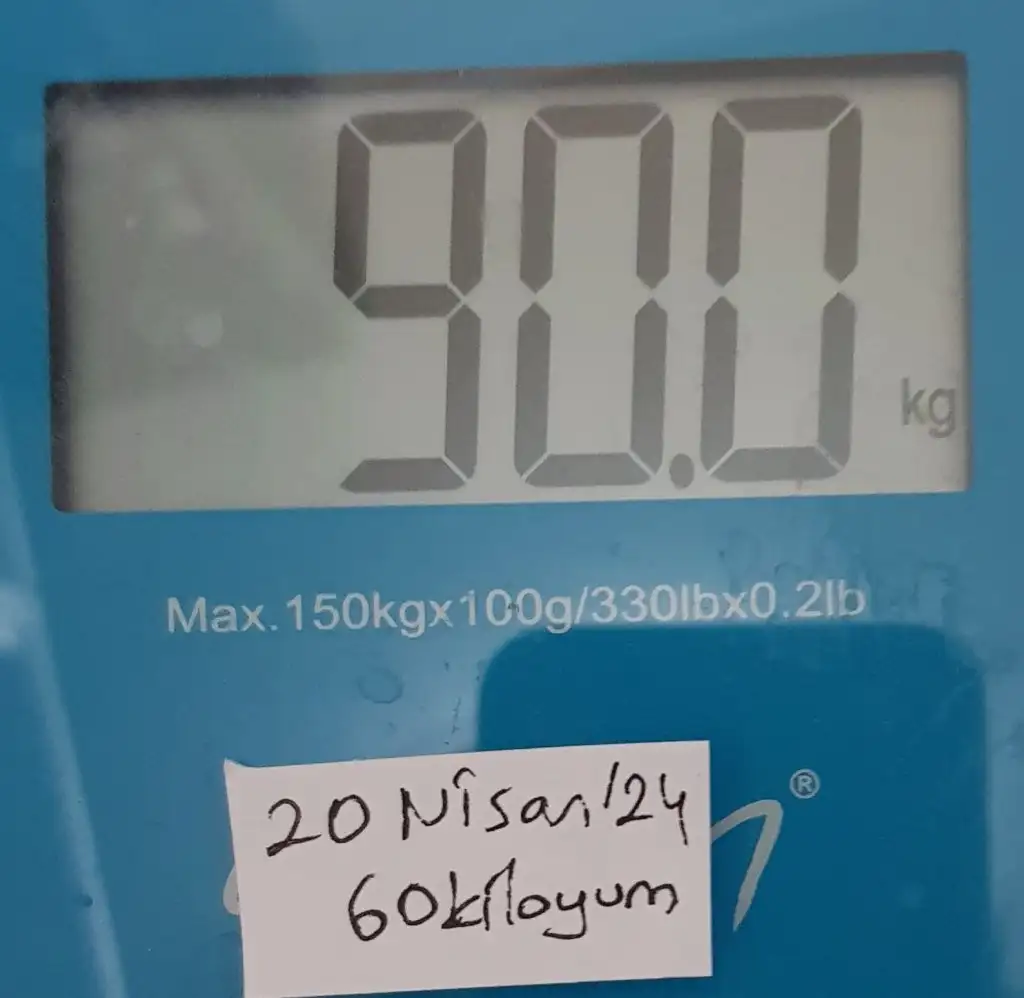 90.0 kg
Max.150kgx100g/330lbx0.2lb
®
20 Nisan'24
60kiloyum